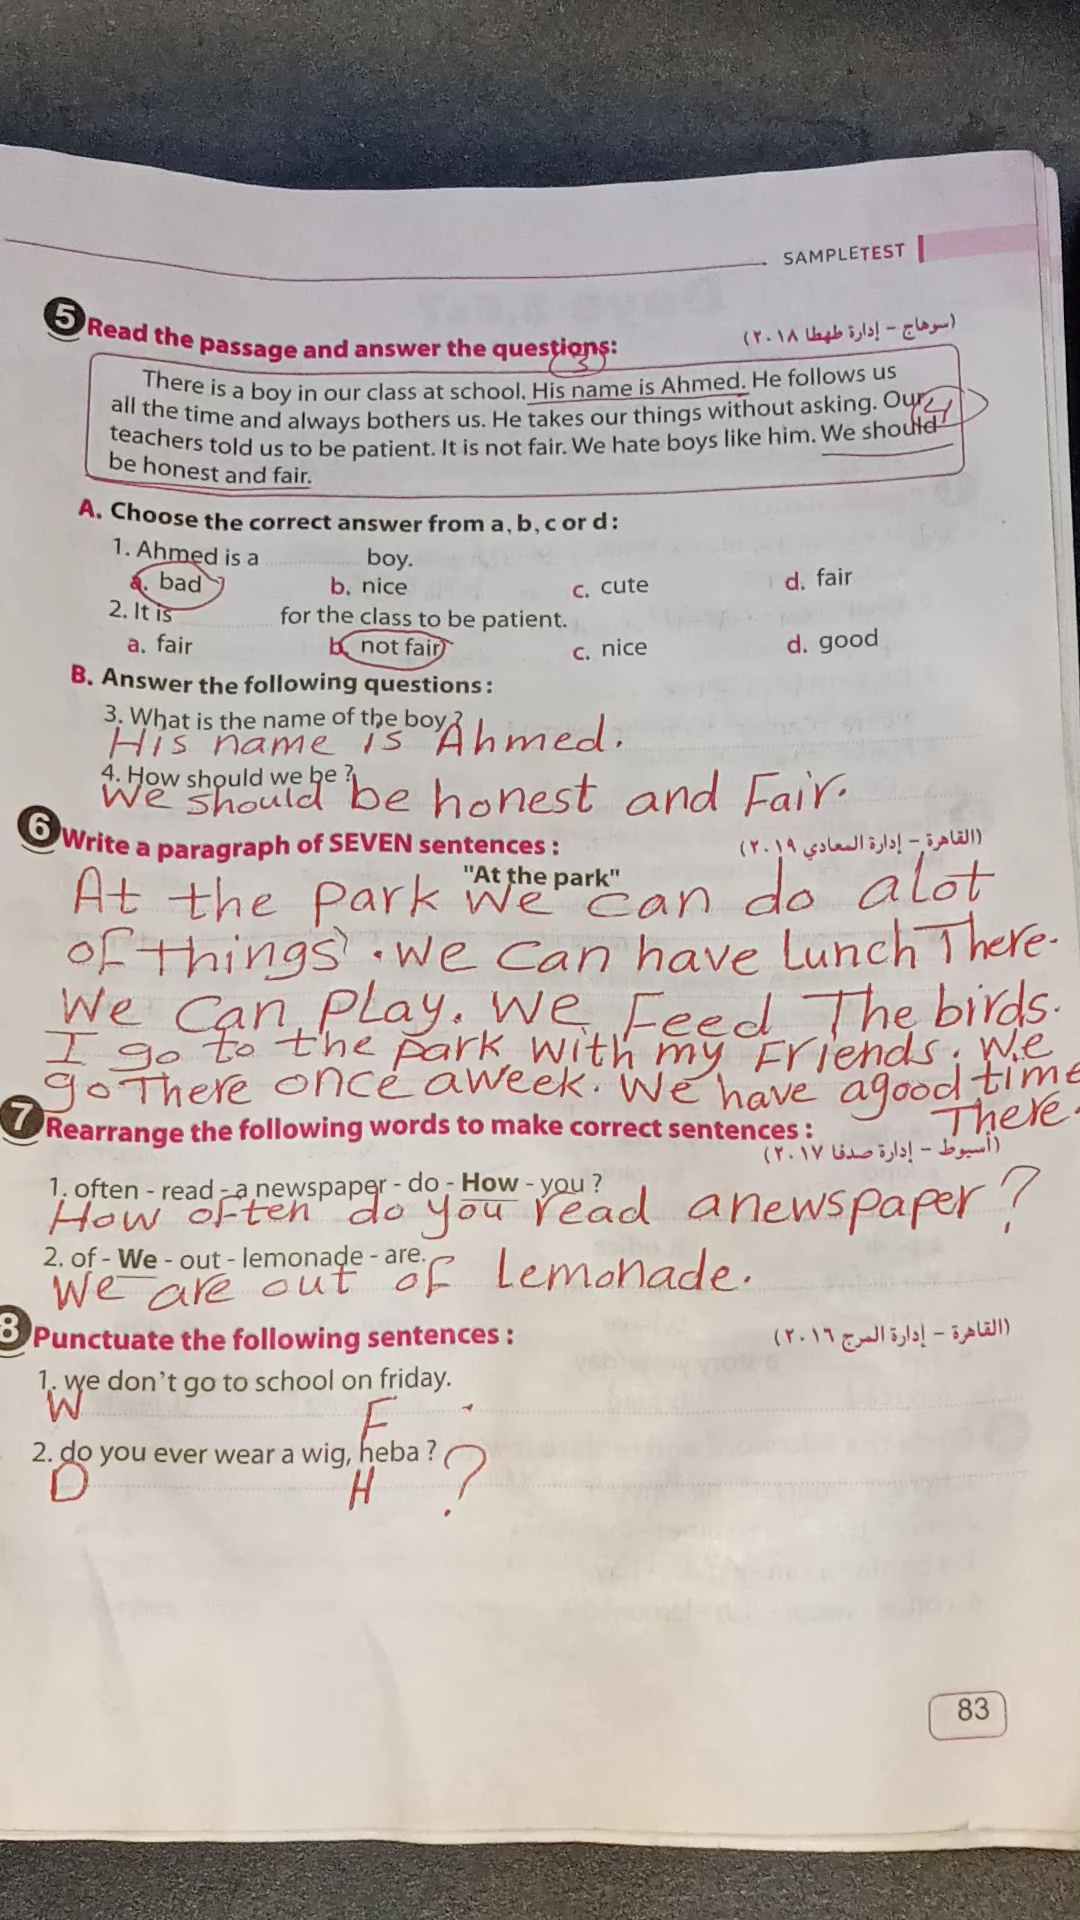 SAMPLETEST
5 Read the passage and answer the questions:
(سوهاج - إدارة طهطا ٢٠١٨)
3
There is a boy in our class at school. His name is Ahmed. He follows us
all the time and always bothers us. He takes our things without asking. Our
4
teachers told us to be patient. It is not fair. We hate boys like him. We should
be honest and fair.
A. Choose the correct answer from a, b, c or d:
1. Ahmed is a ............ boy.
a. bad b. nice c. cute d. fair
2. It is ............ for the class to be patient.
a. fair b. not fair c. nice d. good
B. Answer the following questions:
3. What is the name of the boy?
His name is Ahmed.
4. How should we be?
We should be honest and Fair.
6 Write a paragraph of SEVEN sentences:
(القاهرة - إدارة المعادي ٢٠١٩)
"At the park"
At the park we can do alot
of things. we can have Lunch There.
We can Play. We Feed The birds.
I go to the park with my Friends. We
go There once aweek. We have agood time
There.
7 Rearrange the following words to make correct sentences:
(أسيوط - إدارة صدفا ٢٠١٧)
1. often - read - a newspaper - do - How - you?
How often do you read anewspaper?
2. of - We - out - lemonade - are.
We are out of Lemonade.
8 Punctuate the following sentences:
(القاهرة - إدارة المرج ٢٠١٦)
1. we don't go to school on friday.
W F .
2. do you ever wear a wig, heba?
D H ?
83